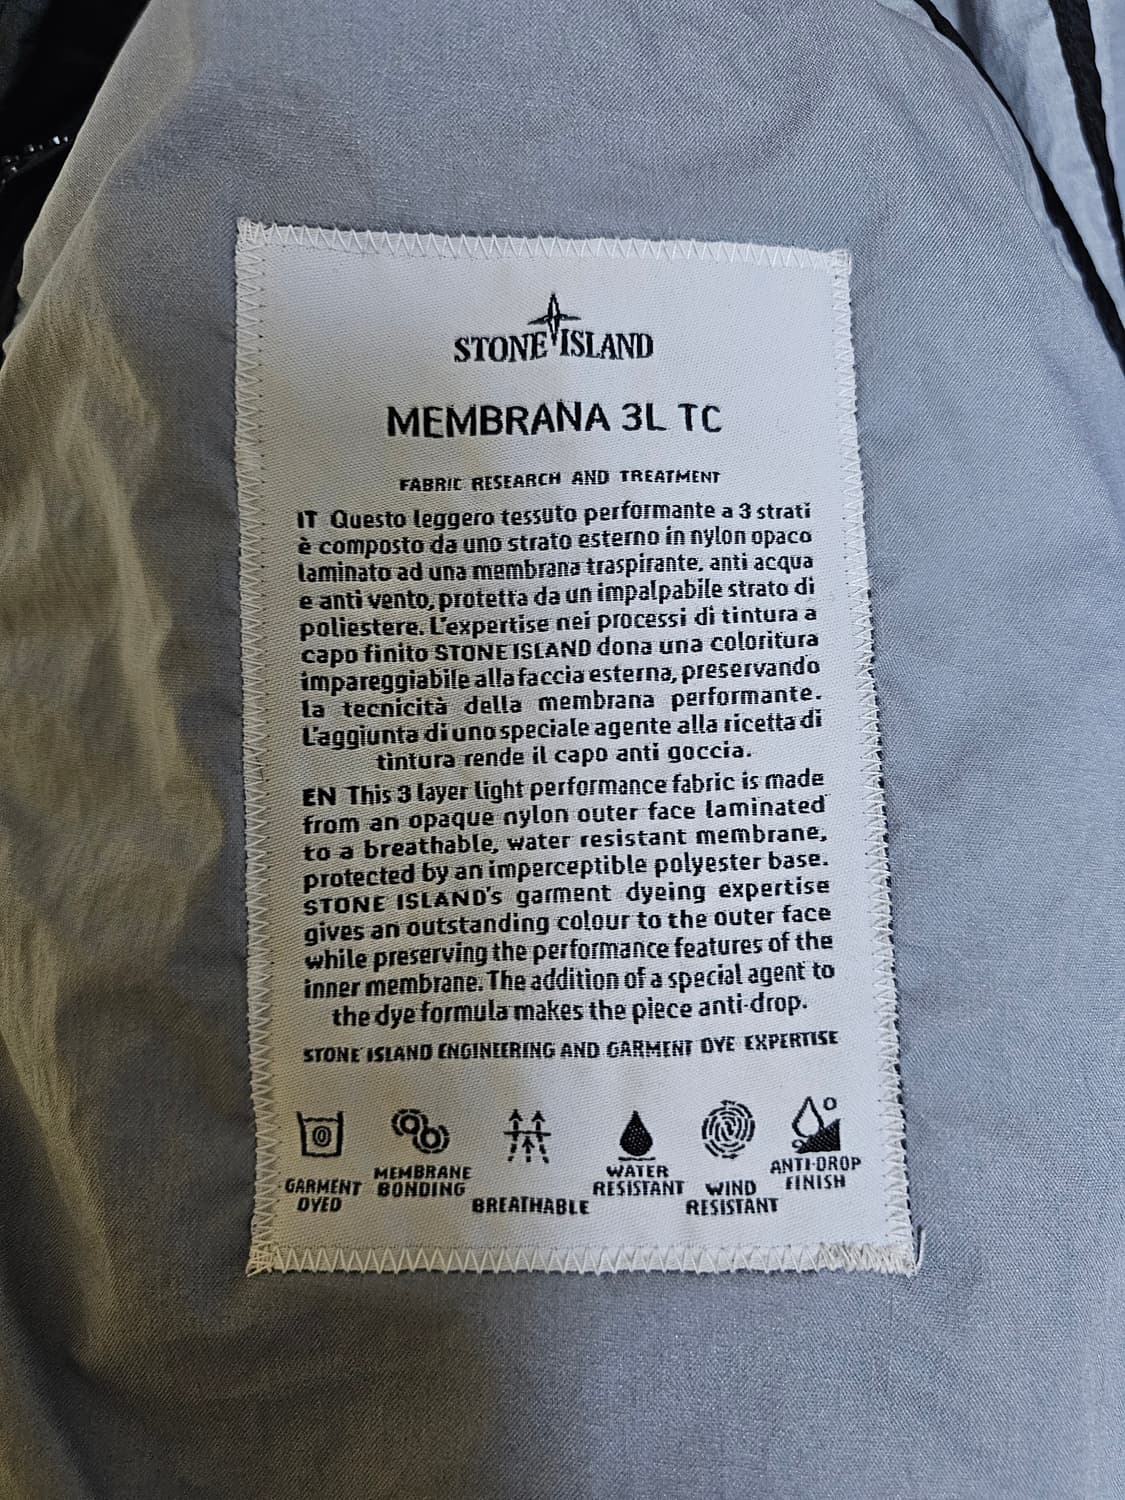 STONE ISLAND
MEMBRANA 3L TC
FABRIC RESEARCH AND TREATMENT
IT Questo leggero tessuto performante a 3 strati
è composto da uno strato esterno in nylon opaco
laminato ad una membrana traspirante, anti acqua
e anti vento, protetta da un impalpabile strato di
poliestere. L'expertise nei processi di tintura a
capo finito STONE ISLAND dona una coloritura
impareggiabile alla faccia esterna, preservando
la tecnicità della membrana performante.
L'aggiunta di uno speciale agente alla ricetta di
tintura rende il capo anti goccia.
EN This 3 layer light performance fabric is made
from an opaque nylon outer face laminated
to a breathable, water resistant membrane,
protected by an imperceptible polyester base.
STONE ISLAND's garment dyeing expertise
gives an outstanding colour to the outer face
while preserving the performance features of the
inner membrane. The addition of a special agent to
the dye formula makes the piece anti-drop.
STONE ISLAND ENGINEERING AND GARMENT DYE EXPERTISE
GARMENT
DYED
MEMBRANE
BONDING
BREATHABLE
WATER
RESISTANT
WIND
RESISTANT
ANTI-DROP
FINISH